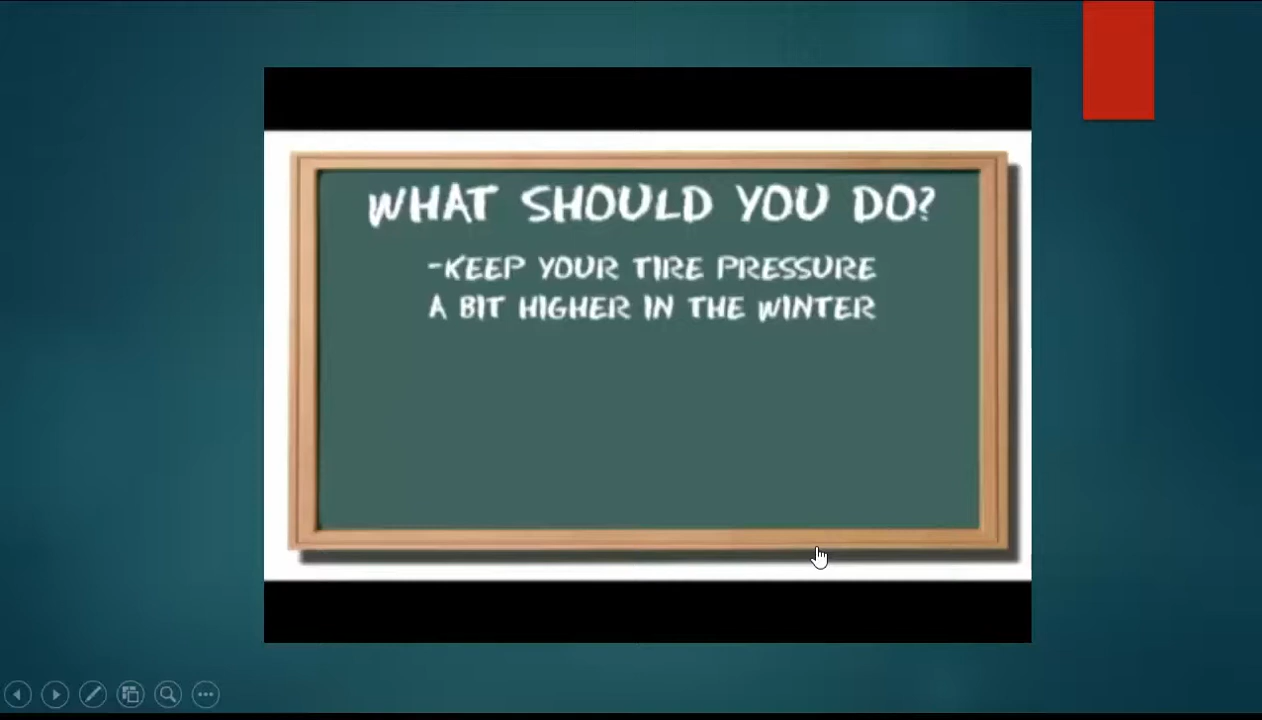 WHAT SHOULD YOU DO?
-KEEP YOUR TIRE PRESSURE
A BIT HIGHER IN THE WINTER